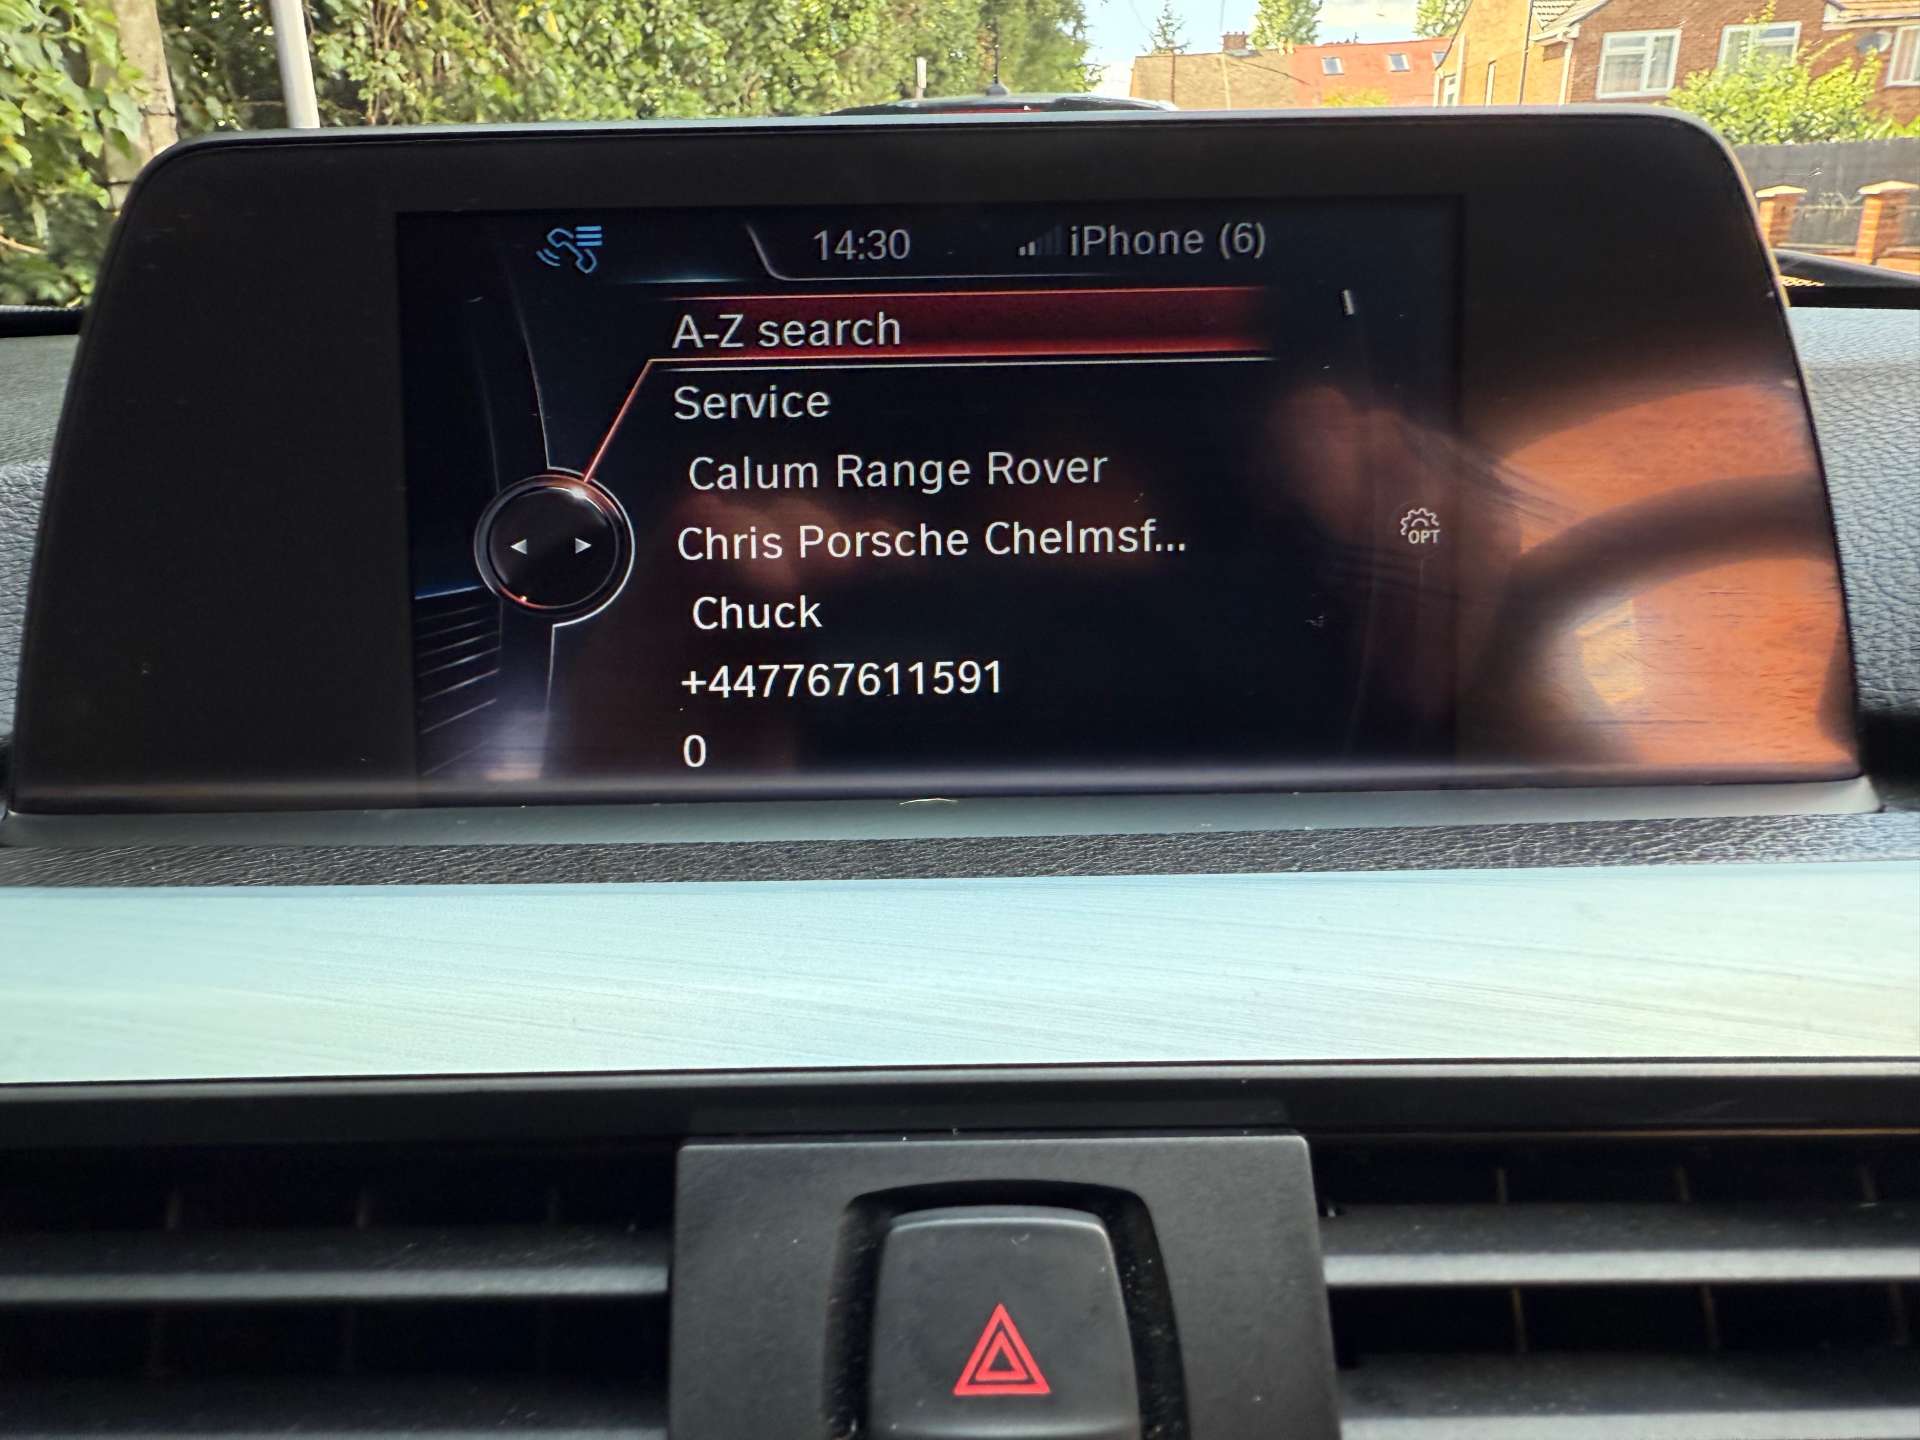 14:30
iPhone (6)
A-Z search
Service
Calum Range Rover
Chris Porsche Chelmsf...
Chuck
+447767611591
0
OPT